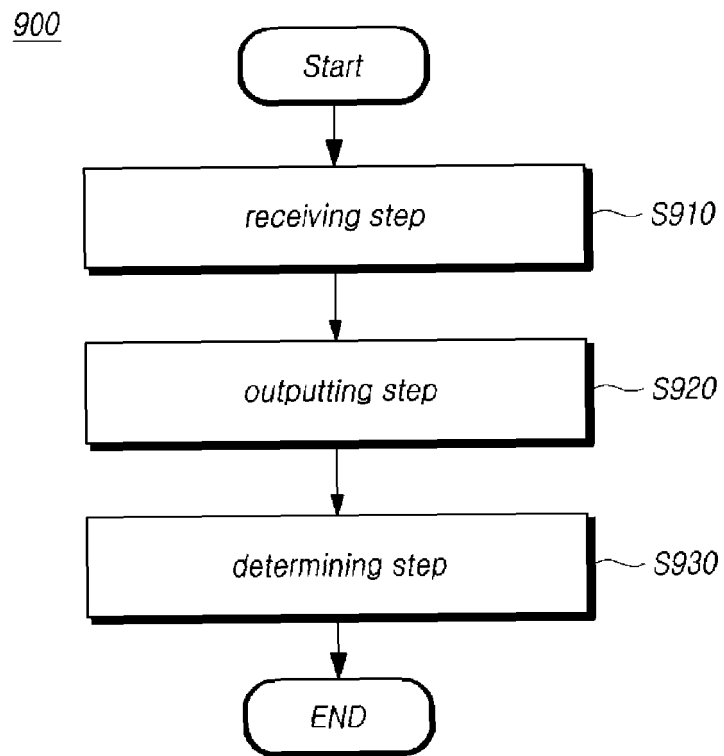 900
Start
receiving step
S910
outputting step
S920
determining step
S930
END